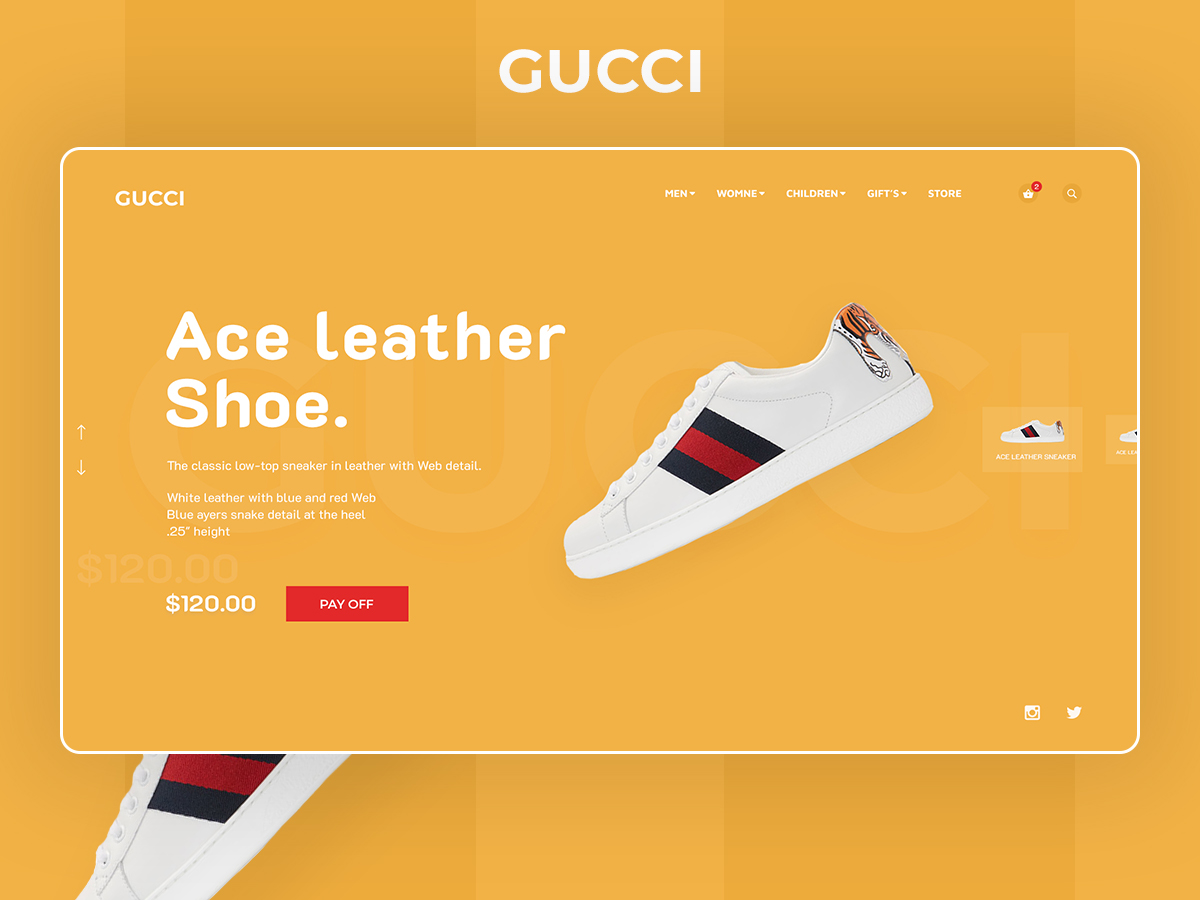 GUCCI
GUCCI
MEN
WOMNE
CHILDREN
GIFT'S
STORE
2
GUCCI
Ace leather
Shoe.
The classic low-top sneaker in leather with Web detail.
White leather with blue and red Web
Blue ayers snake detail at the heel
.25" height
ACE LEATHER SNEAKER
ACE LEA
$120.00
$120.00
PAY OFF